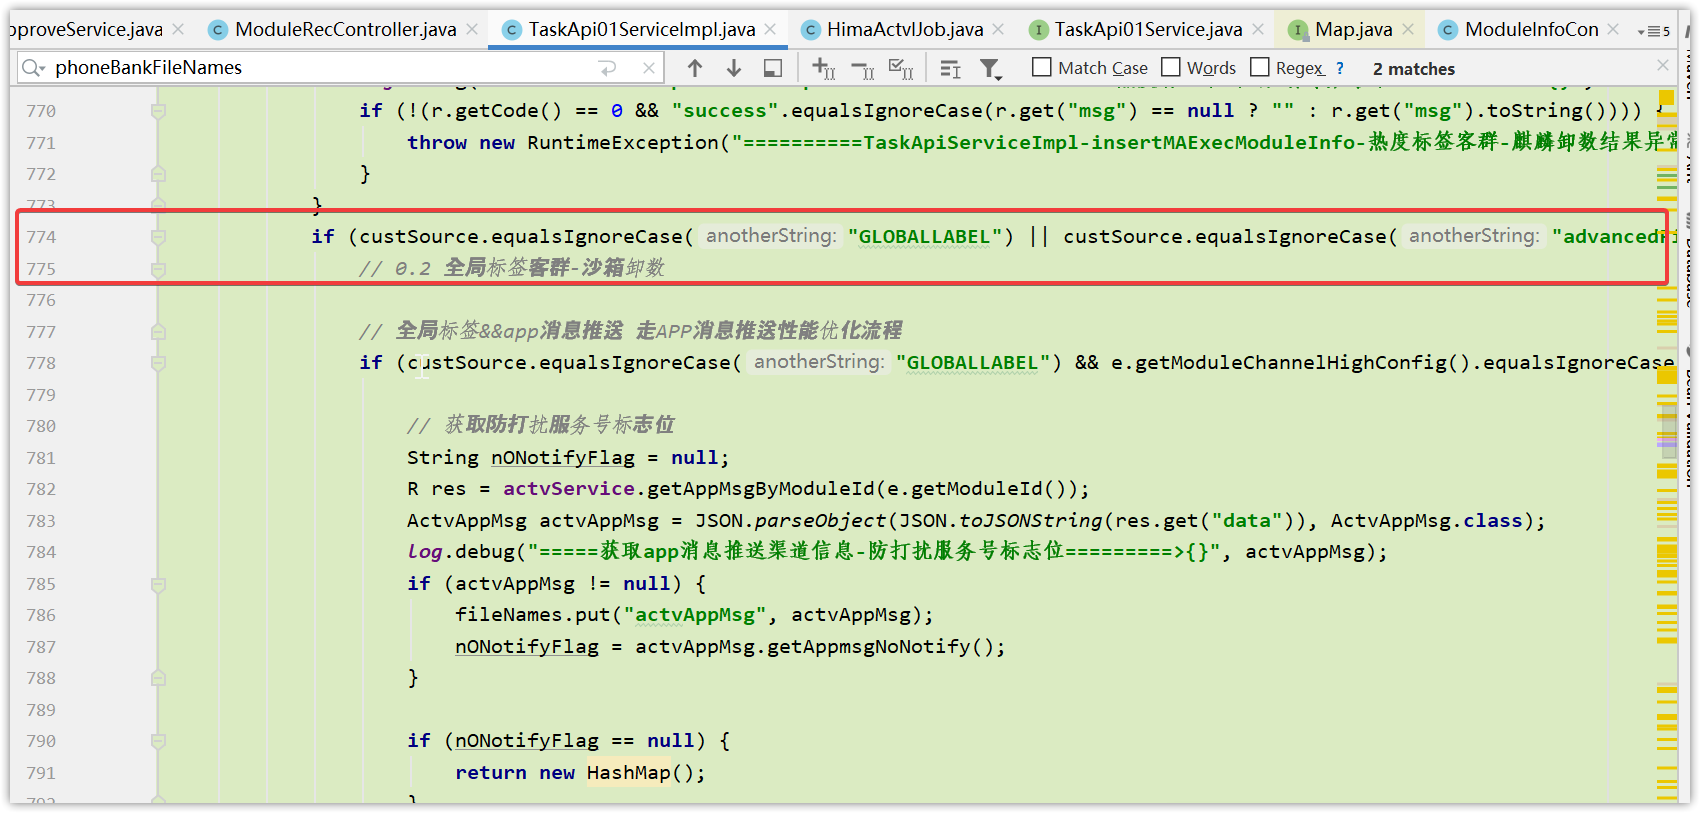 pproveService.java ModuleRecController.java TaskApi01ServiceImpl.java HimaActvlJob.java TaskApi01Service.java Map.java ModuleInfoCon 5
phoneBankFileNames Match Case Words Regex ? 2 matches
770 if (!(r.getCode() == 0 && "success".equalsIgnoreCase(r.get("msg") == null ? "" : r.get("msg").toString()))) {
771 throw new RuntimeException("==========TaskApiServiceImpl-insertMAExecModuleInfo-热度标签客群-麒麟卸数结果异常
772 }
773 }
774 if (custSource.equalsIgnoreCase( anotherString: "GLOBALLABEL") || custSource.equalsIgnoreCase( anotherString: "advancedFi
775 // 0.2 全局标签客群-沙箱卸数
776
777 // 全局标签&&app消息推送 走APP消息推送性能优化流程
778 if (custSource.equalsIgnoreCase( anotherString: "GLOBALLABEL") && e.getModuleChannelHighConfig().equalsIgnoreCase
779
780 // 获取防打扰服务号标志位
781 String nONotifyFlag = null;
782 R res = actvService.getAppMsgByModuleId(e.getModuleId());
783 ActvAppMsg actvAppMsg = JSON.parseObject(JSON.toJSONString(res.get("data")), ActvAppMsg.class);
784 log.debug("=====获取app消息推送渠道信息-防打扰服务号标志位=========>{}", actvAppMsg);
785 if (actvAppMsg != null) {
786 fileNames.put("actvAppMsg", actvAppMsg);
787 nONotifyFlag = actvAppMsg.getAppmsgNoNotify();
788 }
789
790 if (nONotifyFlag == null) {
791 return new HashMap();
792 }